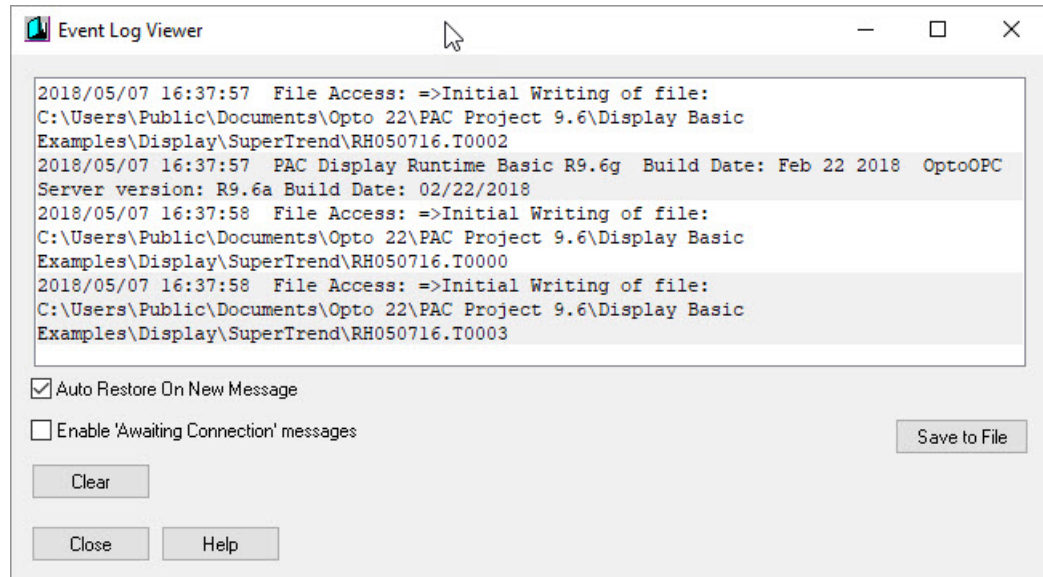 Event Log Viewer
2018/05/07 16:37:57  File Access: =>Initial Writing of file:
C:\Users\Public\Documents\Opto 22\PAC Project 9.6\Display Basic
Examples\Display\SuperTrend\RH050716.T0002
2018/05/07 16:37:57  PAC Display Runtime Basic R9.6g  Build Date: Feb 22 2018  OptoOPC
Server version: R9.6a Build Date: 02/22/2018
2018/05/07 16:37:58  File Access: =>Initial Writing of file:
C:\Users\Public\Documents\Opto 22\PAC Project 9.6\Display Basic
Examples\Display\SuperTrend\RH050716.T0000
2018/05/07 16:37:58  File Access: =>Initial Writing of file:
C:\Users\Public\Documents\Opto 22\PAC Project 9.6\Display Basic
Examples\Display\SuperTrend\RH050716.T0003
Auto Restore On New Message
Enable 'Awaiting Connection' messages
Save to File
Clear
Close
Help